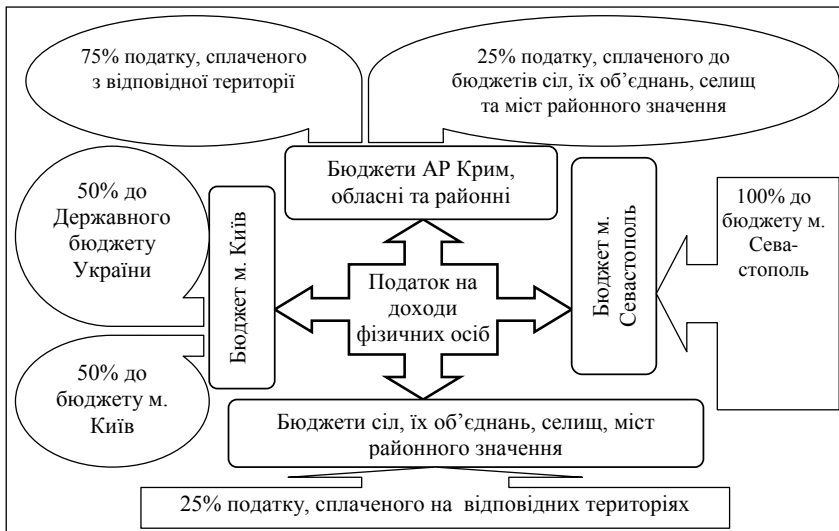 75% податку, сплаченого
з відповідної території
25% податку, сплаченого до
бюджетів сіл, їх об’єднань, селищ
та міст районного значення
Бюджети АР Крим,
обласні та районні
50% до
Державного
бюджету
України
Бюджет м. Київ
Податок на
доходи
фізичних осіб
Бюджет м.
Севастополь
100% до
бюджету м.
Сева-
стополь
50% до
бюджету м.
Київ
Бюджети сіл, їх об’єднань, селищ, міст
районного значення
25% податку, сплаченого на відповідних територіях